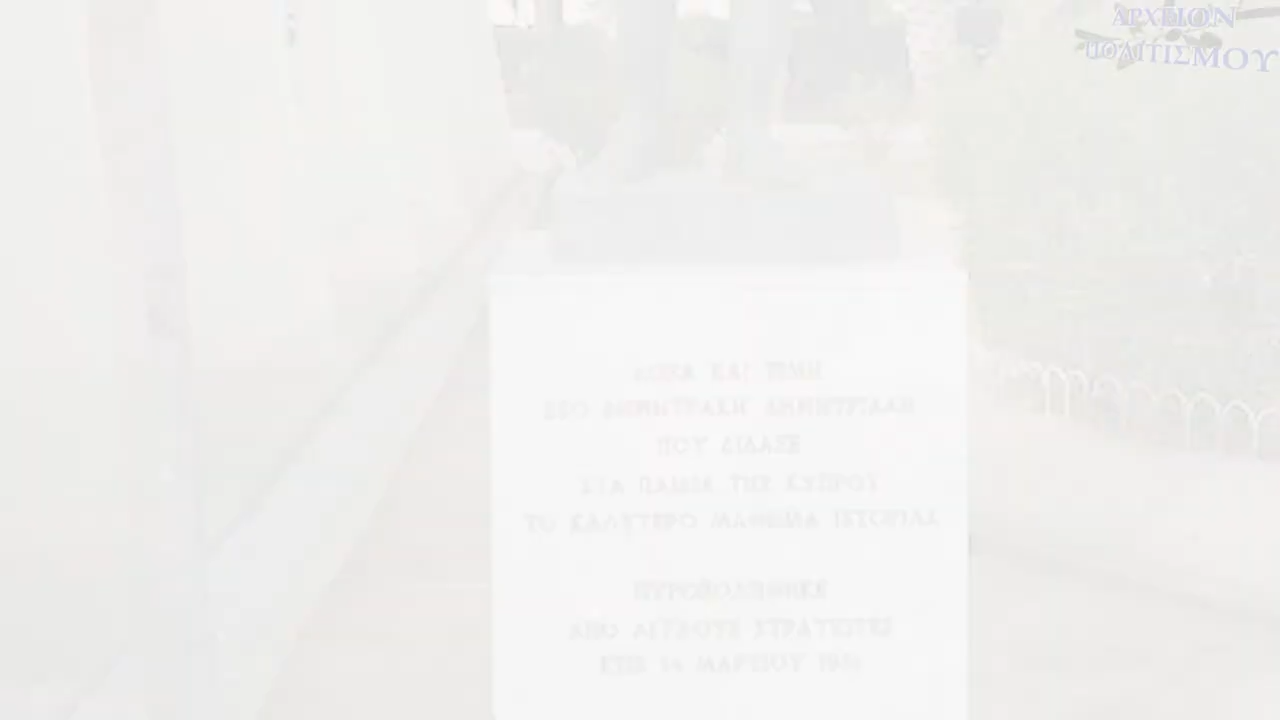 ΑΡΧΕΙΟΝ
ΠΟΛΙΤΙΣΜΟΥ
ΔΟΞΑ ΚΑΙ ΤΙΜΗ
ΣΤΟ ΔΗΜΗΤΡΑΚΗ ΔΗΜΗΤΡΙΑΔΗ
ΠΟΥ ΔΙΔΑΞΕ
ΣΤΑ ΠΑΙΔΙΑ ΤΗΣ ΚΥΠΡΟΥ
ΤΟ ΚΑΛΥΤΕΡΟ ΜΑΘΗΜΑ ΙΣΤΟΡΙΑΣ
ΠΥΡΟΒΟΛΗΘΗΚΕ
ΑΠΟ ΑΓΓΛΟΥΣ ΣΤΡΑΤΙΩΤΕΣ
ΣΤΙΣ ΜΑΡΤΙΟΥ